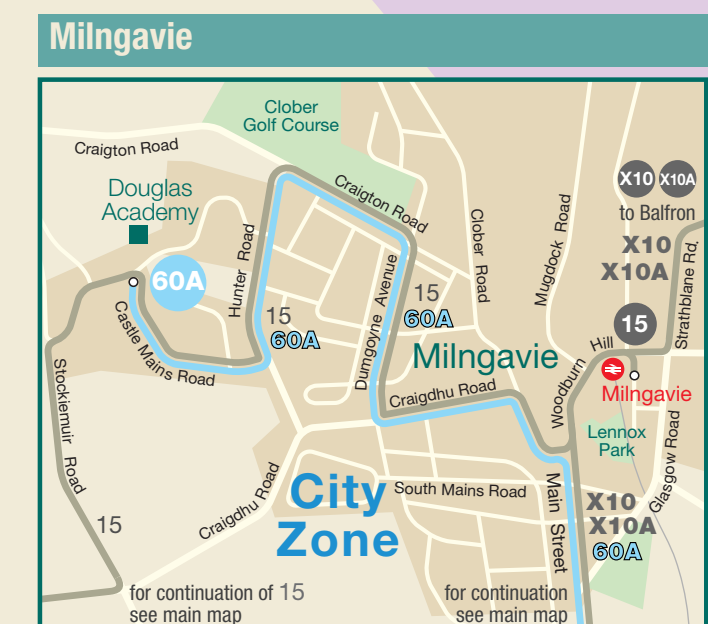 Milngavie
Clober
Golf Course
Craigton Road
Douglas
Academy
Craigton Road
X10 X10A
to Balfron
X10
X10A
Clober Road
Mugdock Road
Strathblane Rd.
60A
Hunter Road
15
60A
Dumgoyne Avenue
15
60A
15
Castle Mains Road
Milngavie
Woodburn
Hill
Milngavie
Stockiemuir Road
Craigdhu Road
Lennox
Park
Glasgow Road
Craigdhu Road
City
Zone
South Mains Road
Main Street
X10
X10A
60A
15
for continuation of 15
see main map
for continuation
see main map